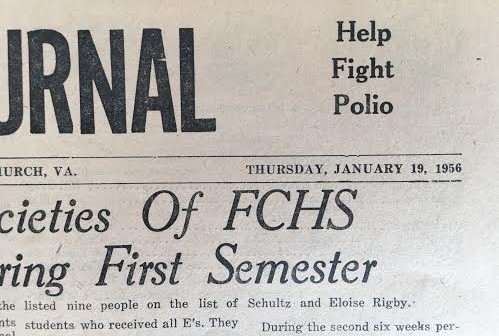 URNAL
Help
Fight
Polio
HURCH, VA.
THURSDAY, JANUARY 19, 1956
cieties Of FCHS
ring First Semester
the listed nine people on the list of
nts students who received all E's. They
Schultz and Eloise Rigby.
During the second six weeks per-